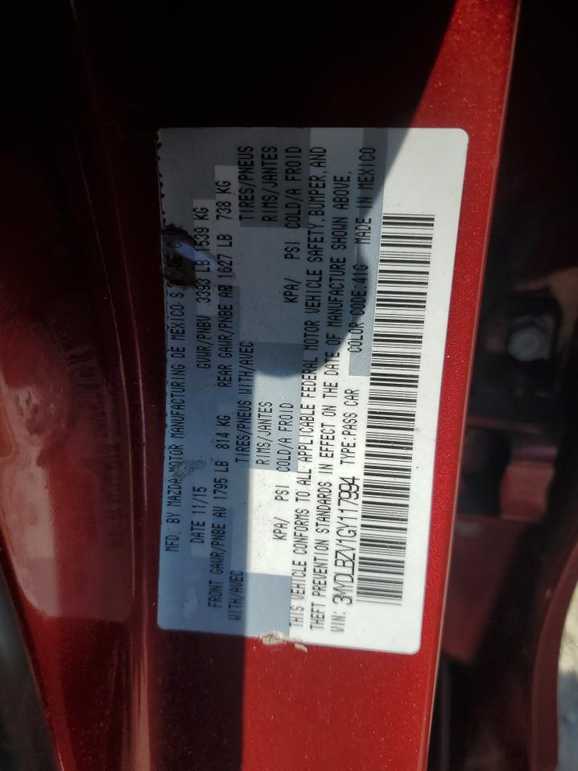 MFD. BY MAZDA MOTOR MANUFACTURING DE MEXICO S
DATE 11/15 GVWR/PNBV 3393 LB 1539 KG
FRONT GAWR/PNBE AV 1795 LB 814 KG REAR GAWR/PNBE AR 1627 LB 738 KG
WITH/AVEC TIRES/PNEUS WITH/AVEC TIRES/PNEUS
RIMS/JANTES RIMS/JANTES
KPA/ PSI COLD/A FROID KPA/ PSI COLD/A FROID
THIS VEHICLE CONFORMS TO ALL APPLICABLE FEDERAL MOTOR VEHICLE SAFETY,BUMPER,AND
THEFT PREVENTION STANDARDS IN EFFECT ON THE DATE OF MANUFACTURE SHOWN ABOVE.
VIN: 3MYDLBZV1GY117994 TYPE:PASS CAR COLOR CODE:41G MADE IN MEXICO